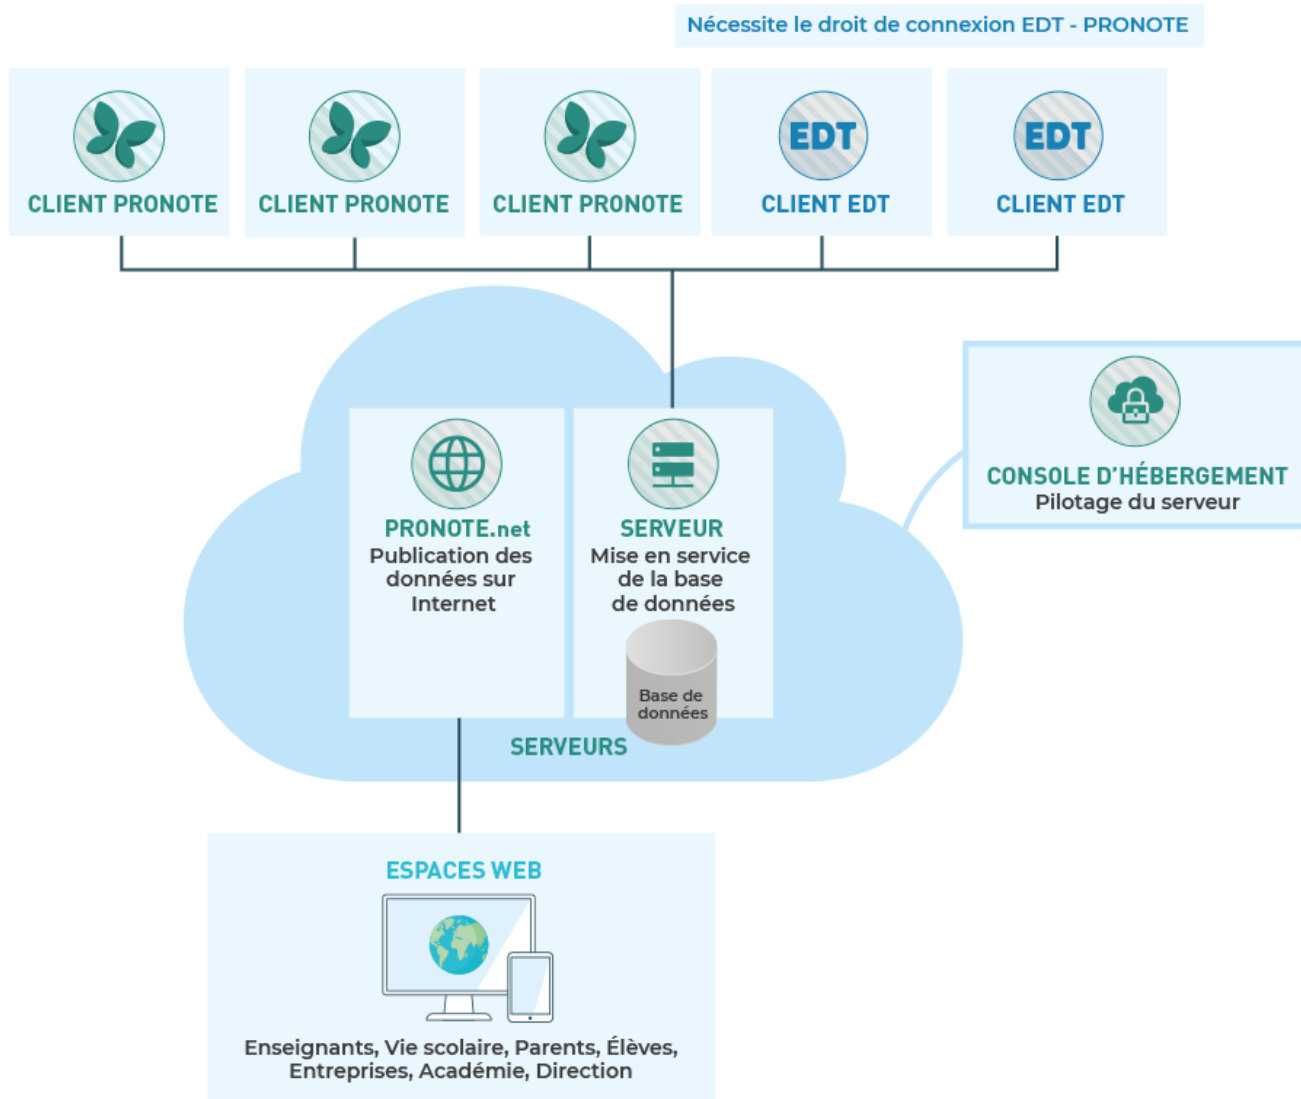 Nécessite le droit de connexion EDT - PRONOTE
EDT
EDT
CLIENT PRONOTE
CLIENT PRONOTE
CLIENT PRONOTE
CLIENT EDT
CLIENT EDT
CONSOLE D'HÉBERGEMENT
Pilotage du serveur
PRONOTE.net
Publication des
données sur
Internet
SERVEUR
Mise en service
de la base
de données
Base de
données
SERVEURS
ESPACES WEB
Enseignants, Vie scolaire, Parents, Élèves,
Entreprises, Académie, Direction